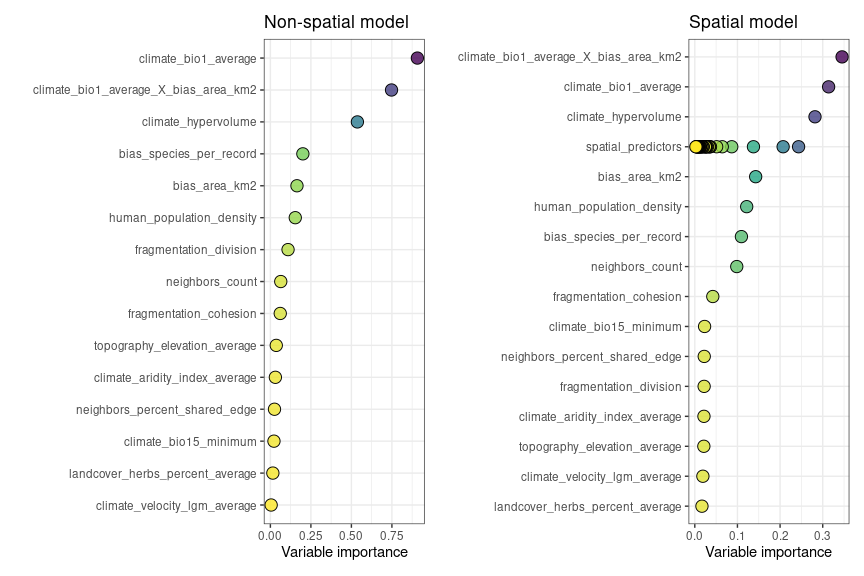 Non-spatial model
climate_bio1_average
climate_bio1_average_X_bias_area_km2
climate_hypervolume
bias_species_per_record
bias_area_km2
human_population_density
fragmentation_division
neighbors_count
fragmentation_cohesion
topography_elevation_average
climate_aridity_index_average
neighbors_percent_shared_edge
climate_bio15_minimum
landcover_herbs_percent_average
climate_velocity_lgm_average
0.00 0.25 0.50 0.75
Variable importance
Spatial model
climate_bio1_average_X_bias_area_km2
climate_bio1_average
climate_hypervolume
spatial_predictors
bias_area_km2
human_population_density
bias_species_per_record
neighbors_count
fragmentation_cohesion
climate_bio15_minimum
neighbors_percent_shared_edge
fragmentation_division
climate_aridity_index_average
topography_elevation_average
climate_velocity_lgm_average
landcover_herbs_percent_average
0.0 0.1 0.2 0.3
Variable importance